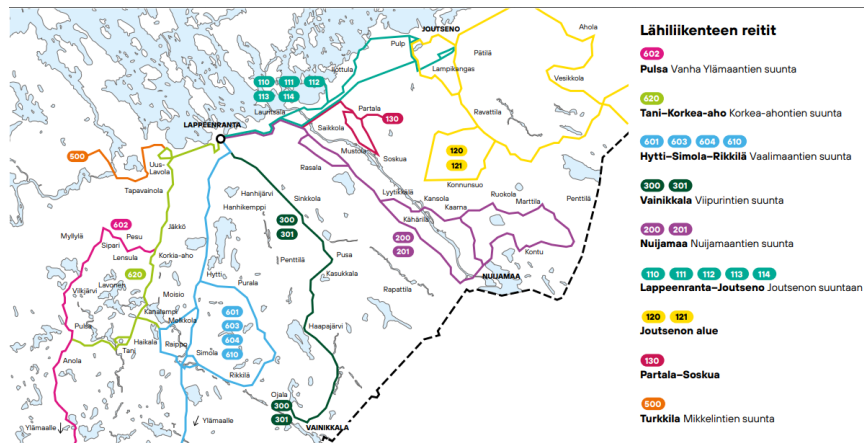 JOUTSENO
Ahola
Pulp
Pätilä
Lampikangas
Vesikkola
110 111 112
113 114
Lauritsala
Partala
130
Ravattila
LAPPEENRANTA
Saikkola
Mustola
Soskua
120
121
500
Uus-
Lavola
Rasala
Konnunsuo
Tapavainola
Lyytikkälä
Hanhijärvi
Sinkkola
Kansola
Ruokola
Penttilä
Hanhikemppi
Kaarna
Marttila
300
301
Kähärilä
602
Jäkkö
Myllylä
Pesu
Sipari
Korkia-aho
Lensula
Pusa
200
201
Kontu
Penttilä
620
Hytti
Kasukkala
NUIJAMAA
Lavonen
Vilkjärvi
Moisio
Purala
Rapattila
Kanalampi
Melkkola
601
603
604
610
Pulsa
Haapajärvi
Haikala
Raippo
Tani
Simola
Anola
Rikkilä
Ojala
300
301
Ylämaalle
Ylämaalle
VAINIKKALA
Lähiliikenteen reitit
602
Pulsa Vanha Ylämaantien suunta
620
Tani–Korkea-aho Korkea-ahontien suunta
601 603 604 610
Hytti–Simola–Rikkilä Vaalimaantien suunta
300 301
Vainikkala Viipurintien suunta
200 201
Nuijamaa Nuijamaantien suunta
110 111 112 113 114
Lappeenranta–Joutseno Joutsenon suuntaan
120 121
Joutsenon alue
130
Partala–Soskua
500
Turkkila Mikkelintien suunta